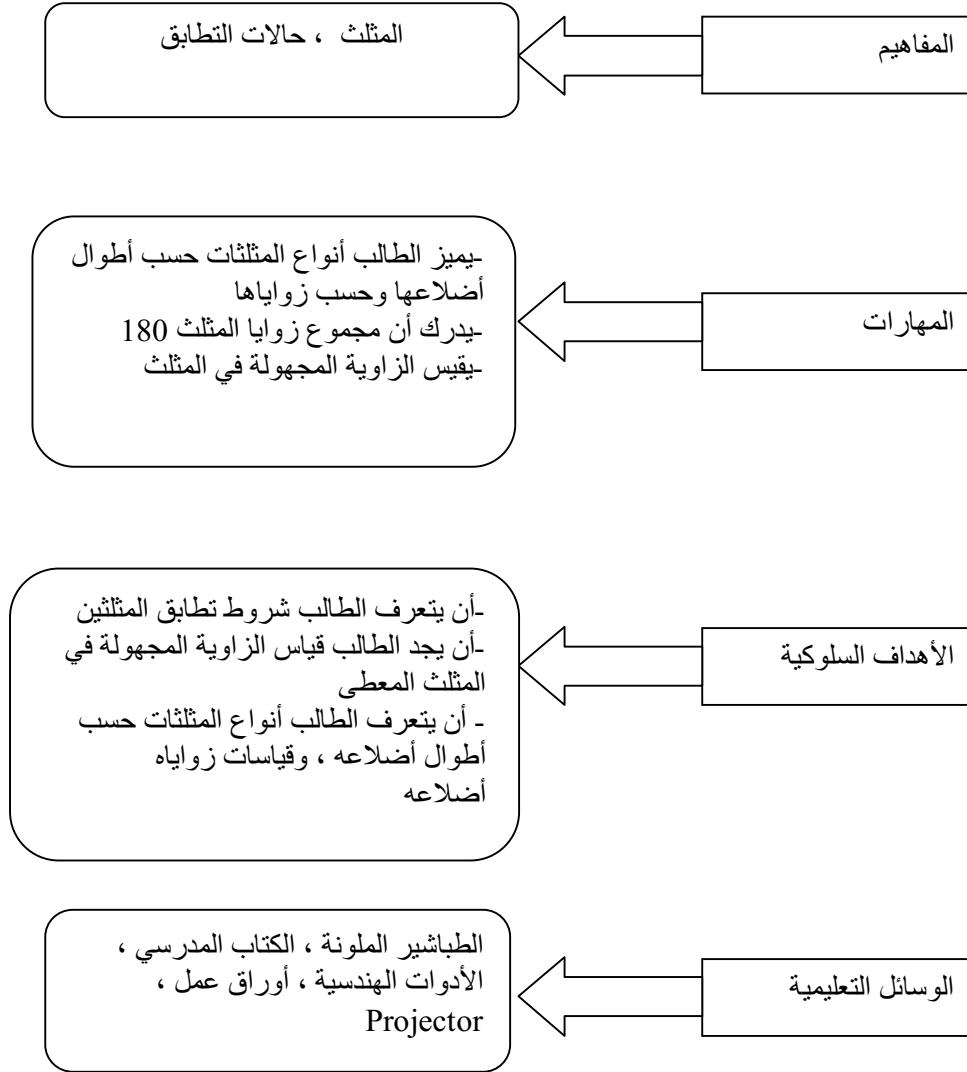 المفاهيم
المثلث ، حالات التطابق
المهارات
-يميز الطالب أنواع المثلثات حسب أطوال
أضلاعها وحسب زواياها
-يدرك أن مجموع زوايا المثلث 180
-يقيس الزاوية المجهولة في المثلث
الأهداف السلوكية
-أن يتعرف الطالب شروط تطابق المثلثين
-أن يجد الطالب قياس الزاوية المجهولة في
المثلث المعطى
- أن يتعرف الطالب أنواع المثلثات حسب
أطوال أضلاعه ، وقياسات زواياه
أضلاعه
الوسائل التعليمية
الطباشير الملونة ، الكتاب المدرسي ،
الأدوات الهندسية ، أوراق عمل ،
Projector